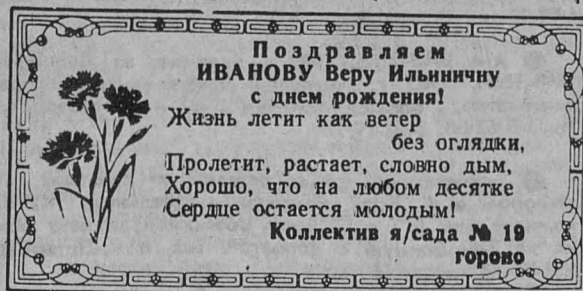 Поздравляем
ИВАНОВУ Веру Ильиничну
с днем рождения!
Жизнь летит как ветер
без оглядки,
Пролетит, растает, словно дым,
Хорошо, что на любом десятке
Сердце остается молодым!
Коллектив я/сада № 19
гороно